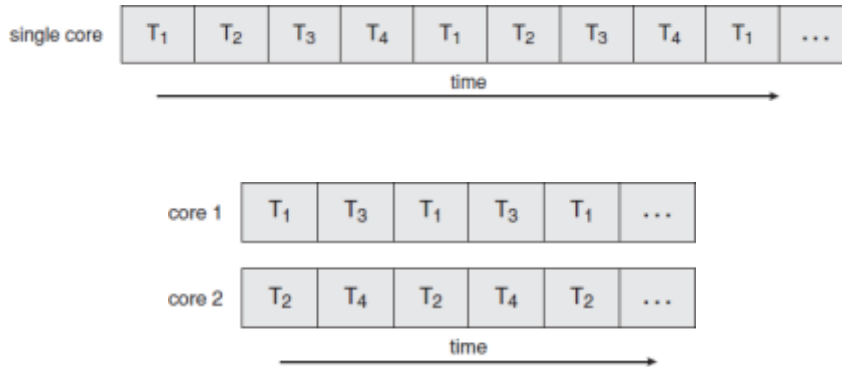 single core T₁ T₂ T₃ T₄ T₁ T₂ T₃ T₄ T₁ ...
time
core 1 T₁ T₃ T₁ T₃ T₁ ...
core 2 T₂ T₄ T₂ T₄ T₂ ...
time